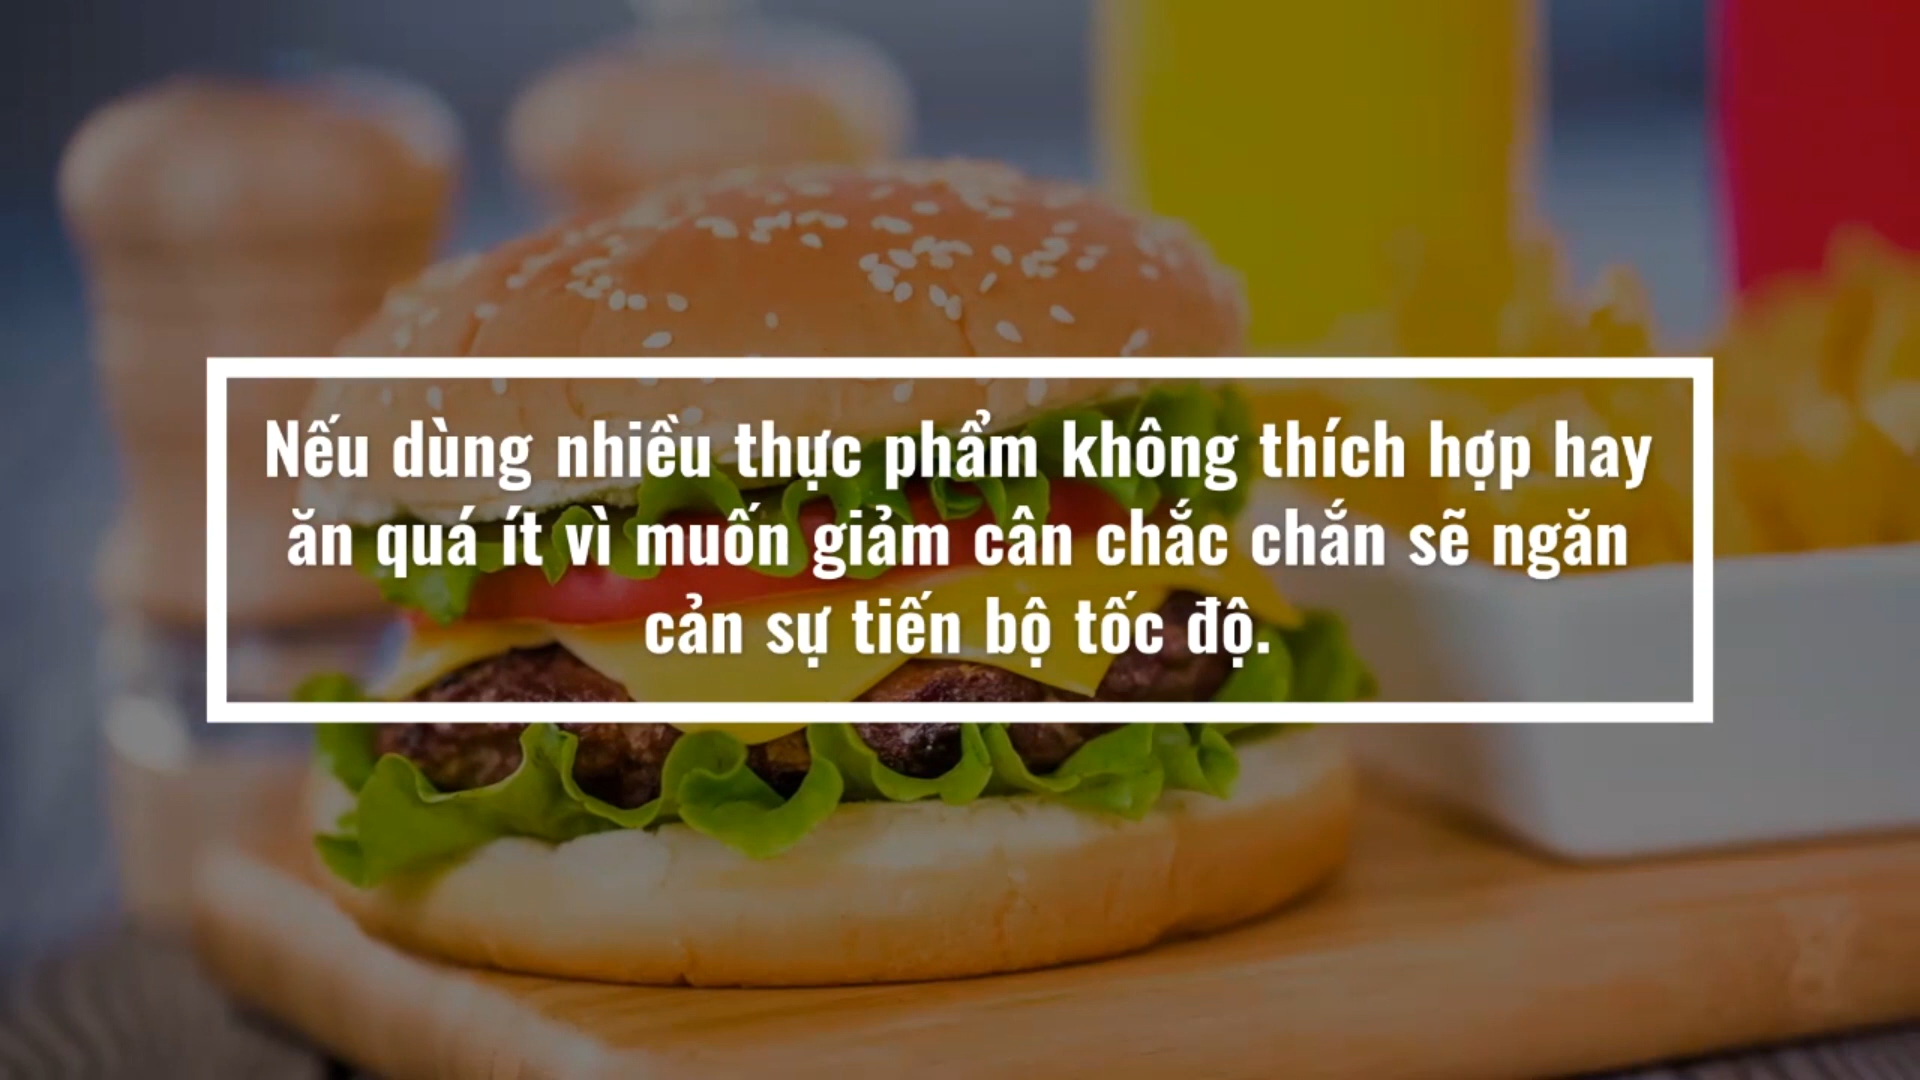 Nếu dùng nhiều thực phẩm không thích hợp hay
ăn quá ít vì muốn giảm cân chắc chắn sẽ ngăn
cản sự tiến bộ tốc độ.